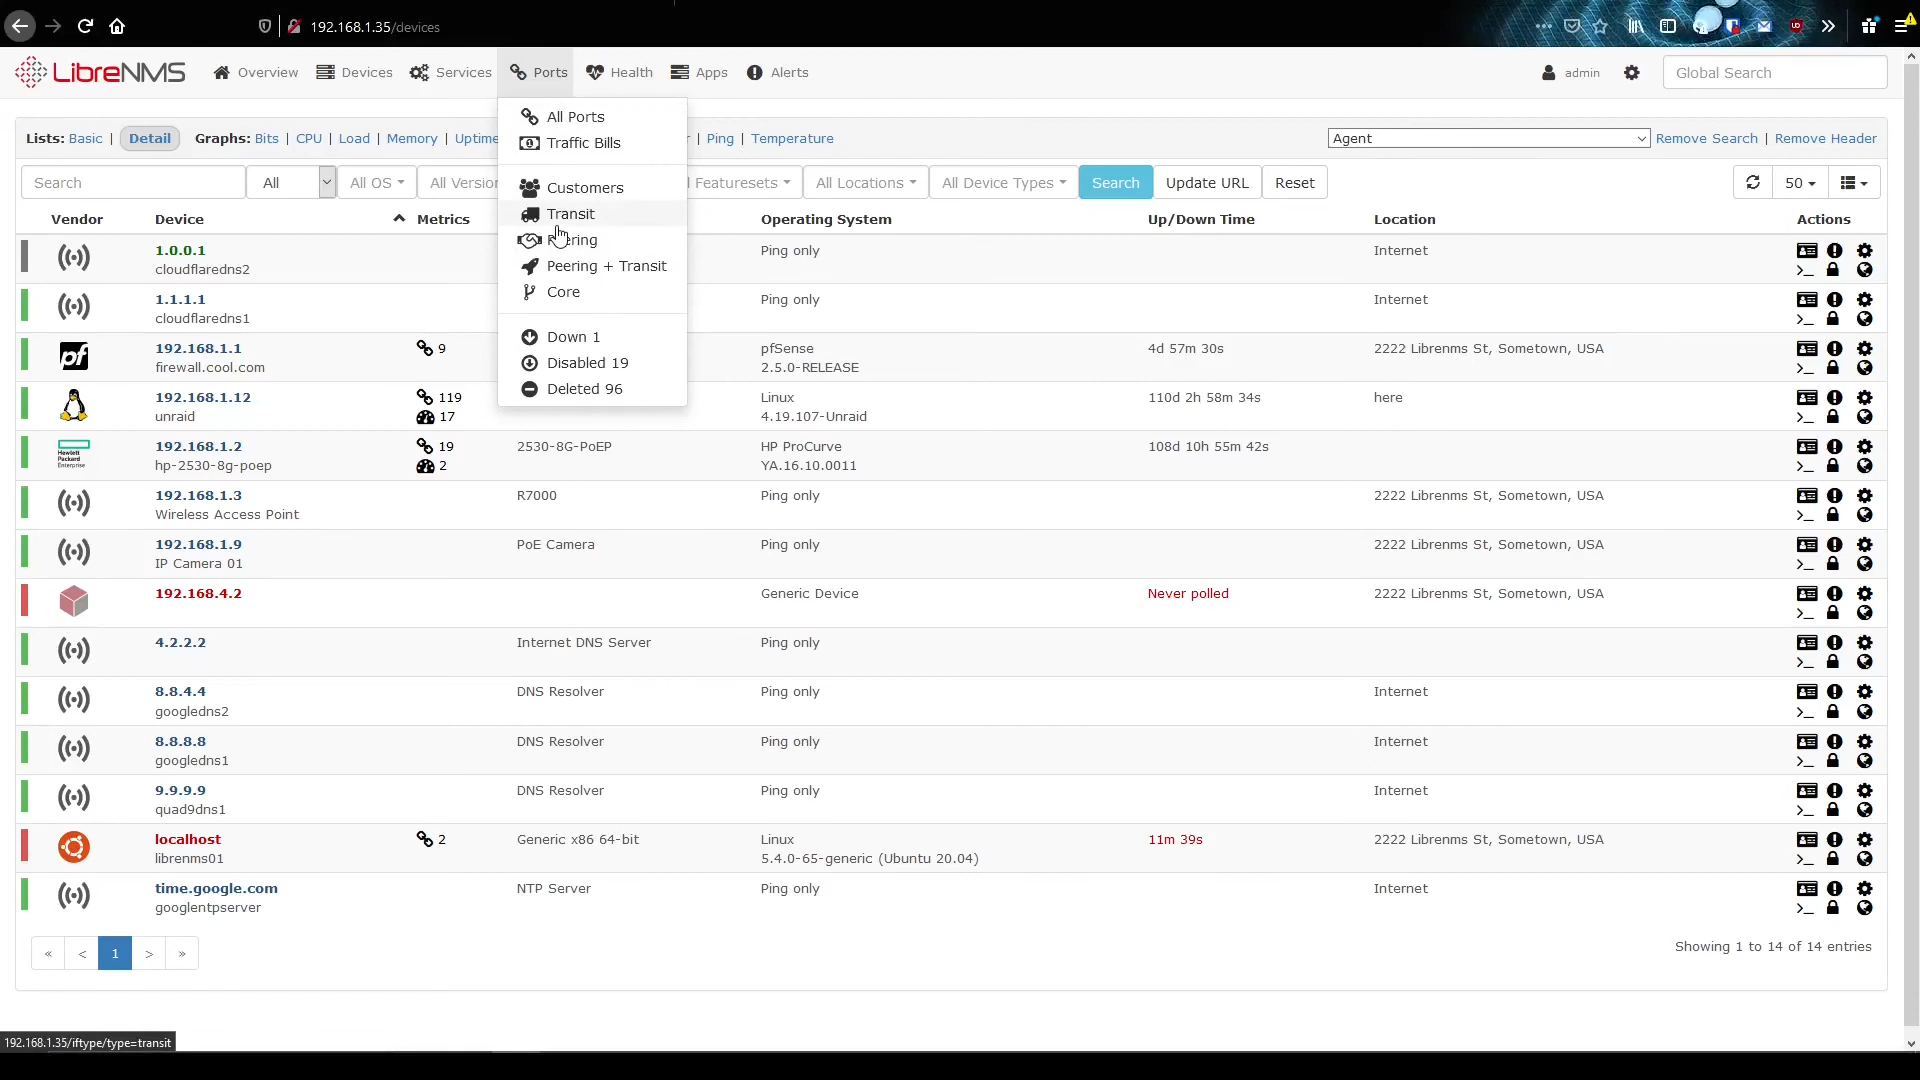 192.168.1.35/devices
LibreNMS Overview Devices Services Ports Health Apps Alerts admin Global Search
All Ports
Traffic Bills
Customers
Transit
Peering + Transit
Core
Down 1
Disabled 19
Deleted 96
Lists: Basic | Detail Graphs: Bits | CPU | Load | Memory | Uptime | Ping | Temperature Agent Remove Search | Remove Header
Search All All OS Featuresets All Locations All Device Types Search Update URL Reset 50
Vendor Device Metrics Operating System Up/Down Time Location Actions
1.0.0.1 Ping only Internet
cloudflaredns2
1.1.1.1 Ping only Internet
cloudflaredns1
192.168.1.1 9 pfSense 4d 57m 30s 2222 Librenms St, Sometown, USA
firewall.cool.com 2.5.0-RELEASE
192.168.1.12 119 Linux 110d 2h 58m 34s here
unraid 17 4.19.107-Unraid
192.168.1.2 19 2530-8G-PoEP HP ProCurve 108d 10h 55m 42s
Hewlett Packard Enterprise hp-2530-8g-poep 2 YA.16.10.0011
192.168.1.3 R7000 Ping only 2222 Librenms St, Sometown, USA
Wireless Access Point
192.168.1.9 PoE Camera Ping only 2222 Librenms St, Sometown, USA
IP Camera 01
192.168.4.2 Generic Device Never polled 2222 Librenms St, Sometown, USA
4.2.2.2 Internet DNS Server Ping only
8.8.4.4 DNS Resolver Ping only Internet
googledns2
8.8.8.8 DNS Resolver Ping only Internet
googledns1
9.9.9.9 DNS Resolver Ping only Internet
quad9dns1
localhost 2 Generic x86 64-bit Linux 11m 39s 2222 Librenms St, Sometown, USA
librenms01 5.4.0-65-generic (Ubuntu 20.04)
time.google.com NTP Server Ping only Internet
googlentpserver
« < 1 > » Showing 1 to 14 of 14 entries
192.168.1.35/iftype/type=transit